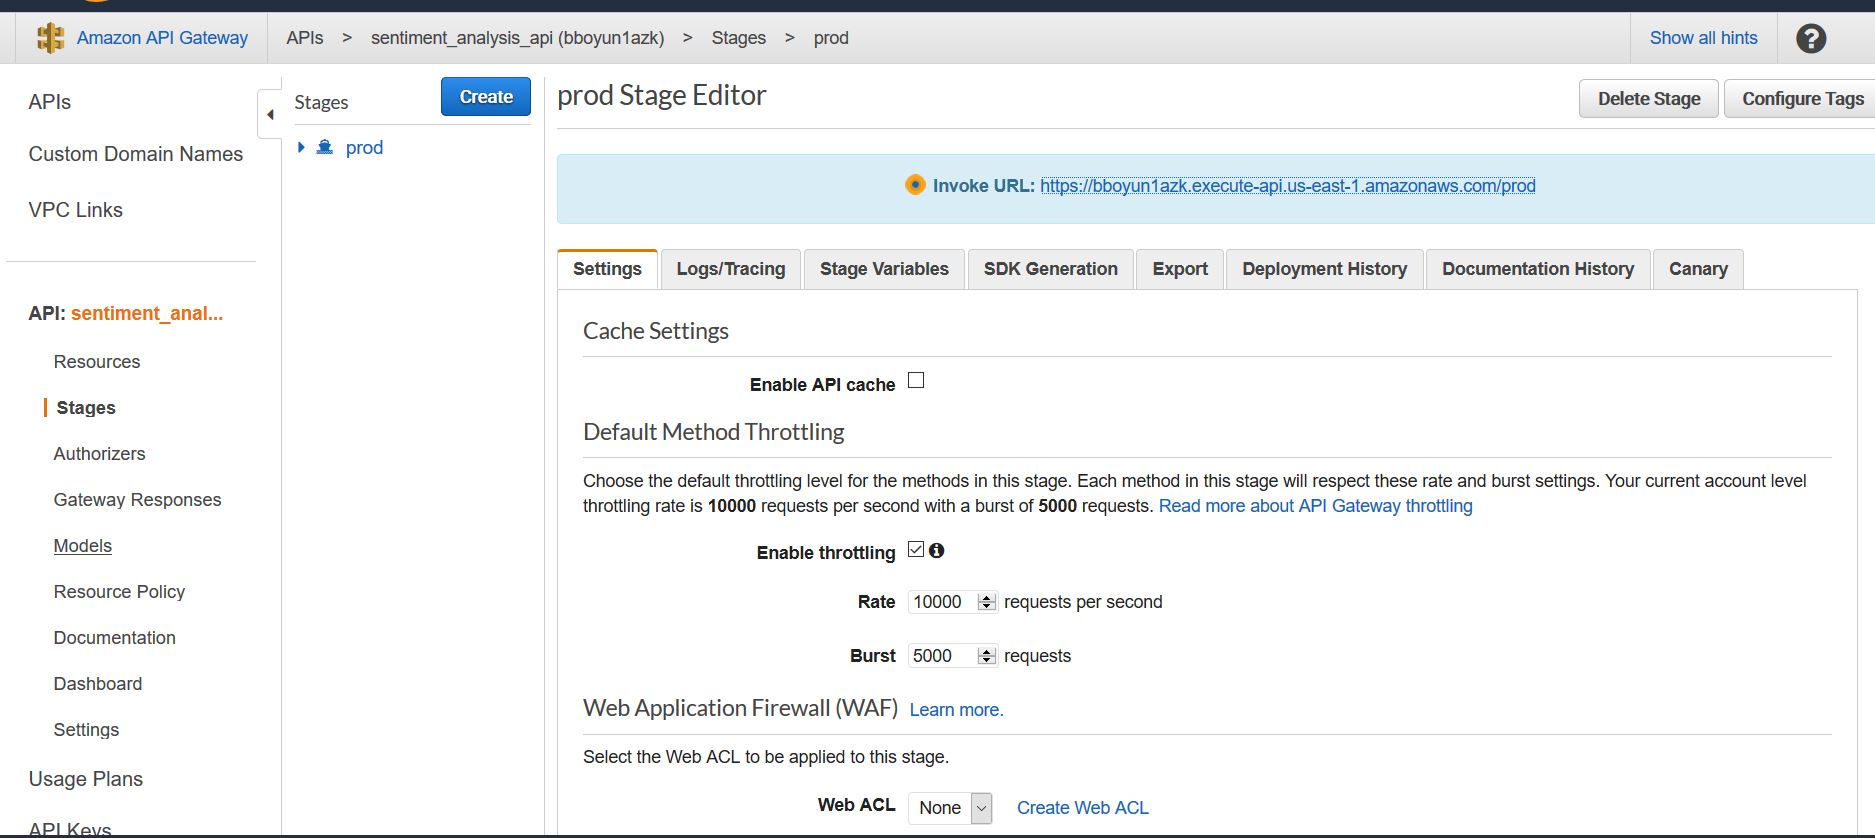 Amazon API Gateway
APIs > sentiment_analysis_api (bboyun1azk) > Stages > prod
Show all hints
?
APIs
Custom Domain Names
VPC Links
API: sentiment_anal...
Resources
Stages
Authorizers
Gateway Responses
Models
Resource Policy
Documentation
Dashboard
Settings
Usage Plans
API Keys
Stages
Create
prod
prod Stage Editor
Delete Stage
Configure Tags
Invoke URL: https://bboyun1azk.execute-api.us-east-1.amazonaws.com/prod
Settings
Logs/Tracing
Stage Variables
SDK Generation
Export
Deployment History
Documentation History
Canary
Cache Settings
Enable API cache
Default Method Throttling
Choose the default throttling level for the methods in this stage. Each method in this stage will respect these rate and burst settings. Your current account level
throttling rate is 10000 requests per second with a burst of 5000 requests. Read more about API Gateway throttling
Enable throttling
Rate 10000 requests per second
Burst 5000 requests
Web Application Firewall (WAF) Learn more.
Select the Web ACL to be applied to this stage.
Web ACL None Create Web ACL